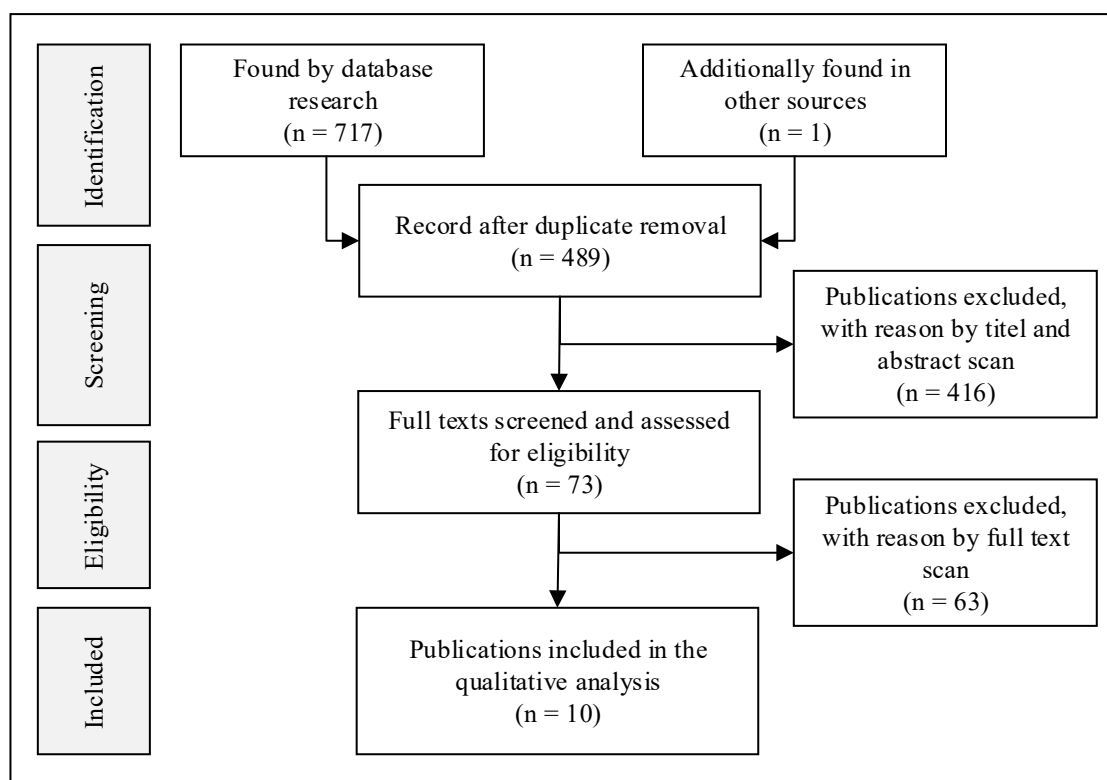 Identification
Found by database
research
(n = 717)
Additionally found in
other sources
(n = 1)
Record after duplicate removal
(n = 489)
Screening
Publications excluded,
with reason by titel and
abstract scan
(n = 416)
Full texts screened and assessed
for eligibility
(n = 73)
Eligibility
Publications excluded,
with reason by full text
scan
(n = 63)
Included
Publications included in the
qualitative analysis
(n = 10)